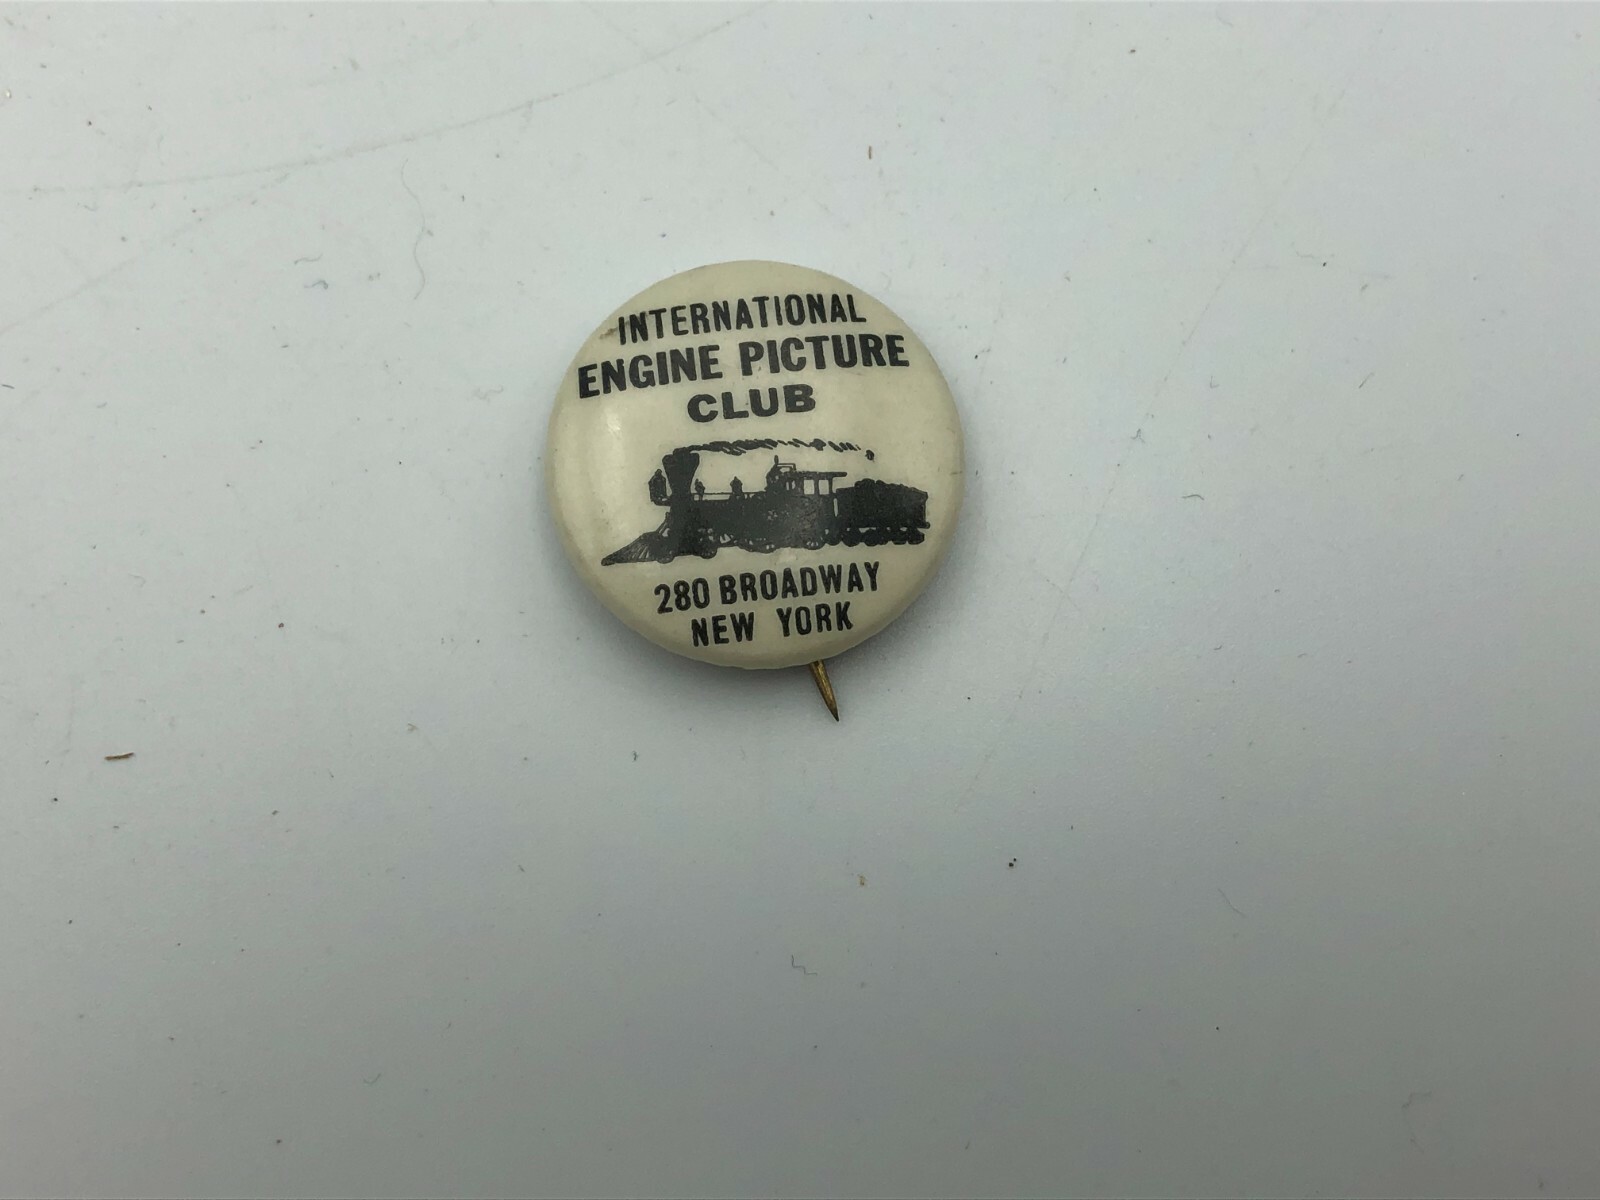 INTERNATIONAL
ENGINE PICTURE
CLUB
280 BROADWAY
NEW YORK